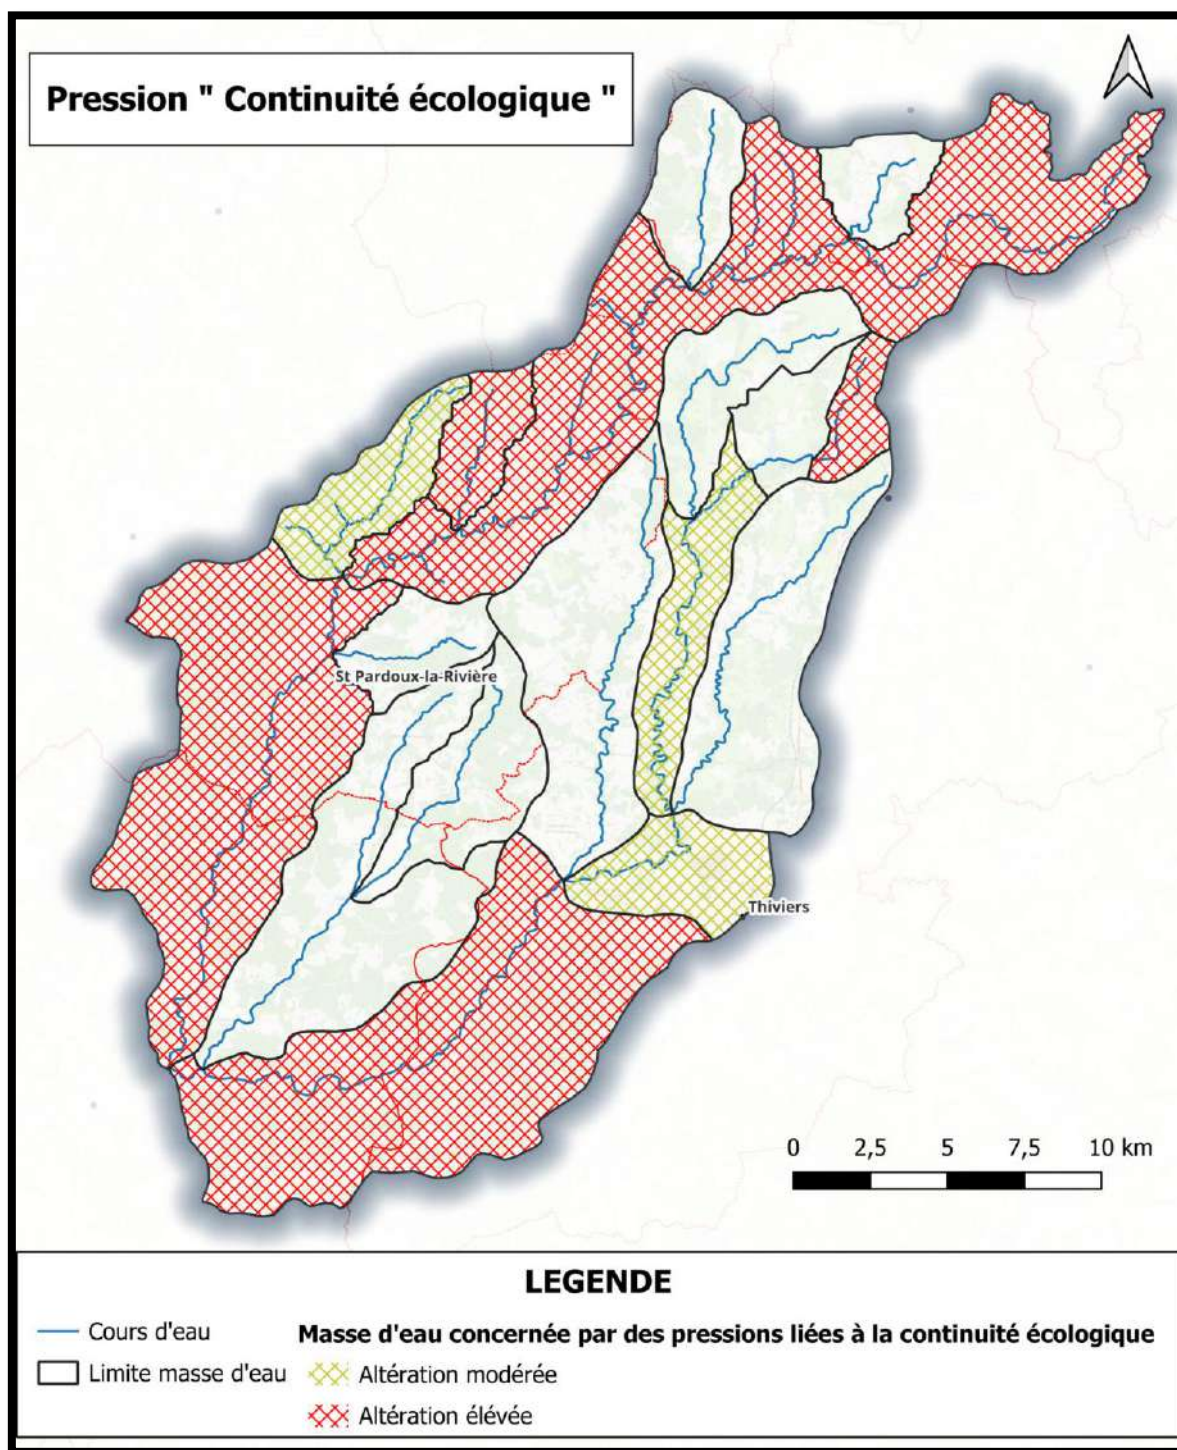 Pression " Continuité écologique "
St Pardoux-la-Rivière
Thiviers
0 2,5 5 7,5 10 km
LEGENDE
Cours d'eau
Masse d'eau concernée par des pressions liées à la continuité écologique
Limite masse d'eau
Altération modérée
Altération élévée